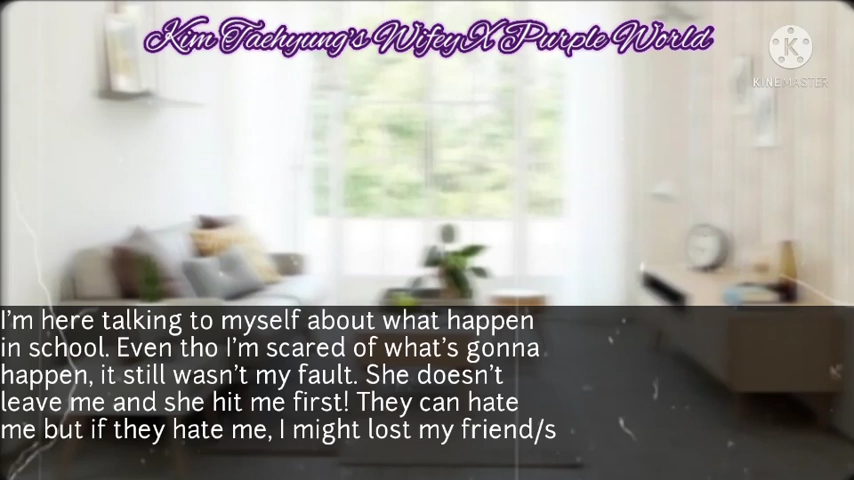 Kim Taehyung's Wifey X Purple World
KINEMASTER
I'm here talking to myself about what happen
in school. Even tho I'm scared of what's gonna
happen, it still wasn't my fault. She doesn't
leave me and she hit me first! They can hate
me but if they hate me, I might lost my friend/s